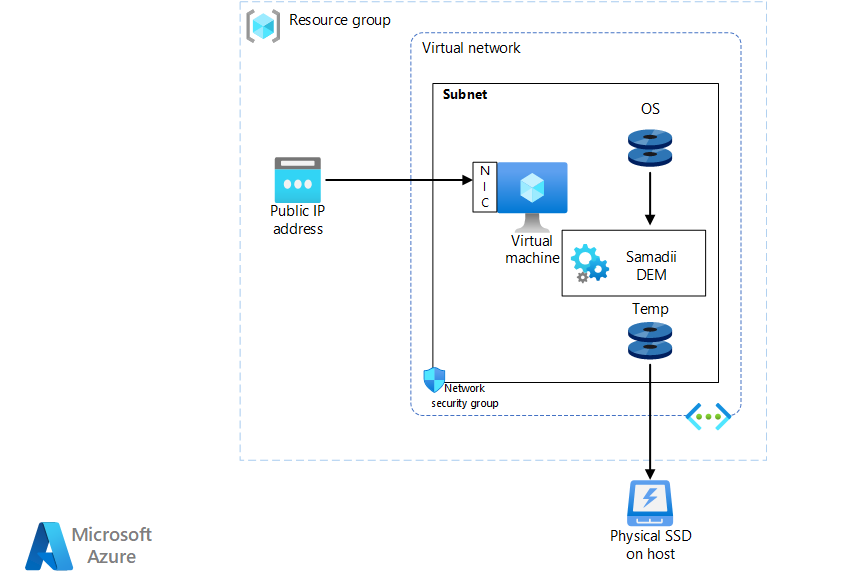 Resource group
Virtual network
Subnet
OS
N
I
C
Public IP
address
Virtual
machine
Samadii
DEM
Temp
Network
security group
Physical SSD
on host
Microsoft
Azure